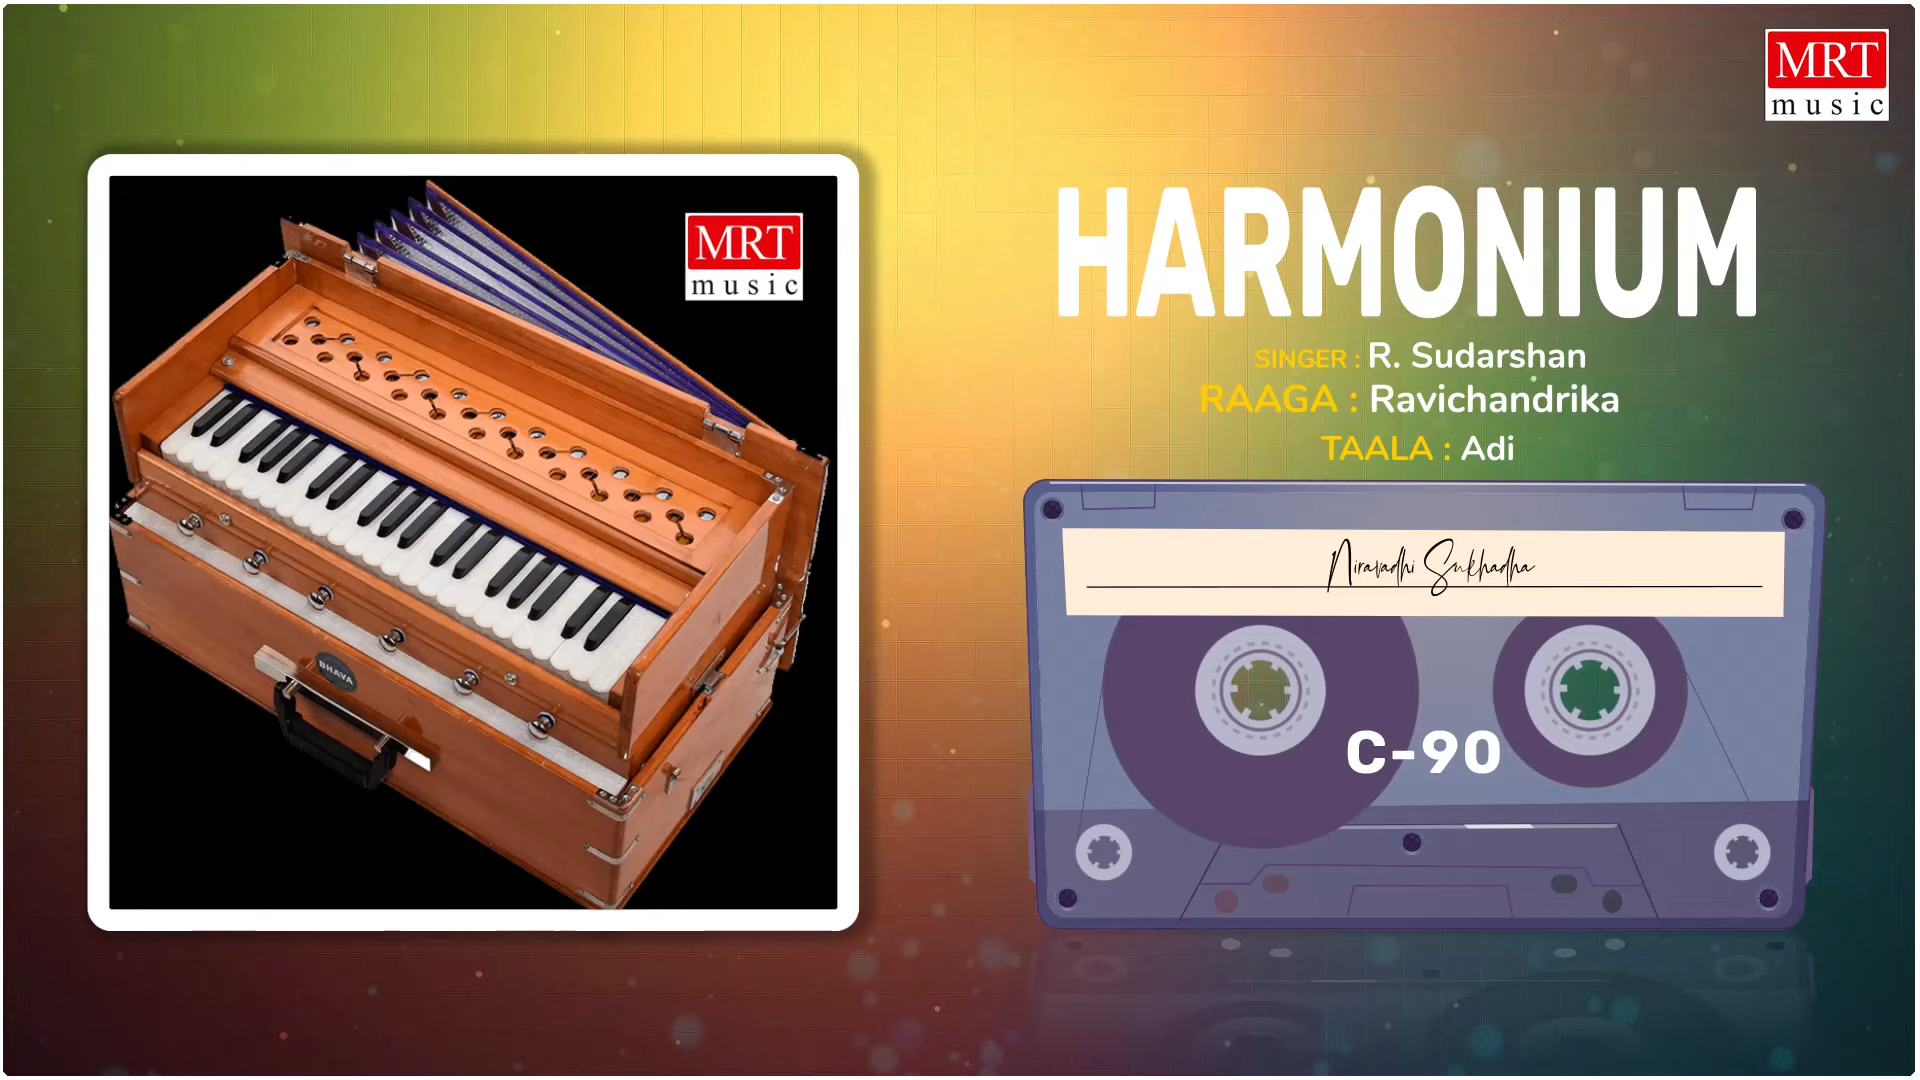 MRT
music
MRT
music
HARMONIUM
SINGER : R. Sudarshan
RAAGA : Ravichandrika
TAALA : Adi
Niravadhi Sukhadha
C-90
BHAVA